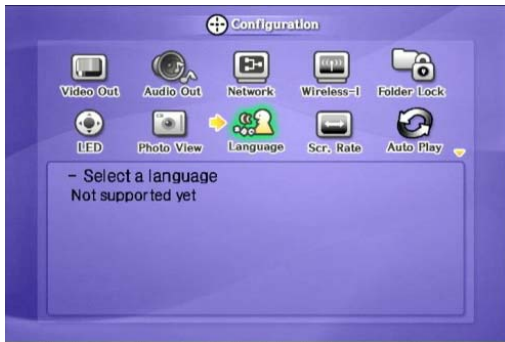 Configuration
Video Out Audio Out Network Wireless-I Folder Lock
LED Photo View Language Scr. Rate Auto Play
- Select a language
Not supported yet